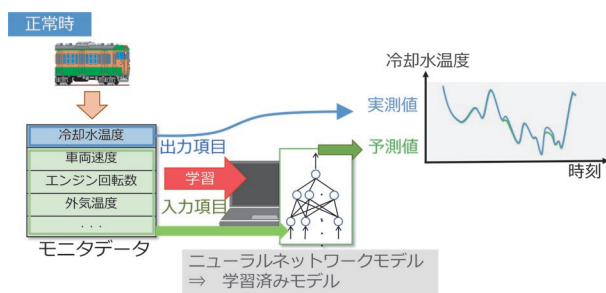 正常時
冷却水温度
冷却水温度
車両速度
エンジン回転数
外気温度
・・・
モニタデータ
出力項目
学習
入力項目
実測値
予測値
時刻
ニューラルネットワークモデル
⇒ 学習済みモデル